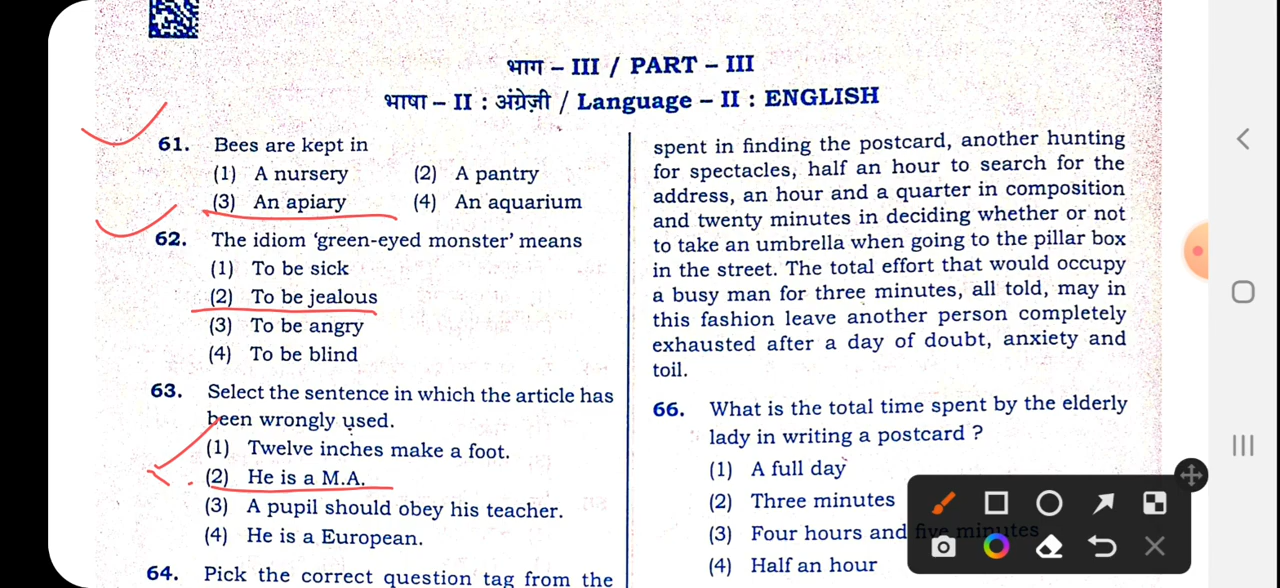 भाग – III / PART – III
भाषा – II : अंग्रेज़ी / Language – II : ENGLISH
61. Bees are kept in
(1) A nursery (2) A pantry
(3) An apiary (4) An aquarium
62. The idiom ‘green-eyed monster’ means
(1) To be sick
(2) To be jealous
(3) To be angry
(4) To be blind
63. Select the sentence in which the article has
been wrongly used.
(1) Twelve inches make a foot.
(2) He is a M.A.
(3) A pupil should obey his teacher.
(4) He is a European.
64. Pick the correct question tag from the
spent in finding the postcard, another hunting
for spectacles, half an hour to search for the
address, an hour and a quarter in composition
and twenty minutes in deciding whether or not
to take an umbrella when going to the pillar box
in the street. The total effort that would occupy
a busy man for three minutes, all told, may in
this fashion leave another person completely
exhausted after a day of doubt, anxiety and
toil.
66. What is the total time spent by the elderly
lady in writing a postcard ?
(1) A full day
(2) Three minutes
(3) Four hours and five minutes
(4) Half an hour